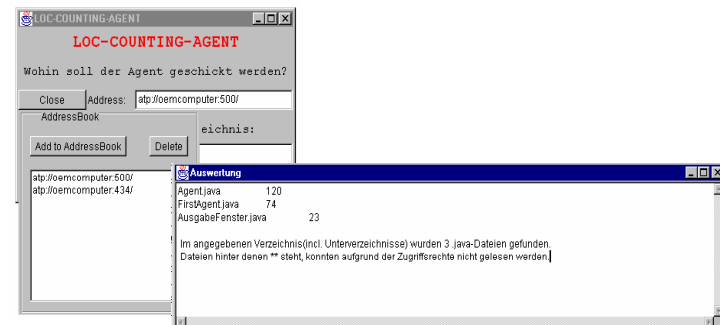 LOC-COUNTING-AGENT
LOC-COUNTING-AGENT
Wohin soll der Agent geschickt werden?
Close Address: atp://oemcomputer:500/
AddressBook
eichnis:
Add to AddressBook Delete
atp://oemcomputer:500/
atp://oemcomputer:434/
Auswertung
Agent.java 120
FirstAgent.java 74
AusgabeFenster.java 23
Im angegebenen Verzeichnis(incl. Unterverzeichnisse) wurden 3 .java-Dateien gefunden.
Dateien hinter denen ** steht, konnten aufgrund der Zugriffsrechte nicht gelesen werden.